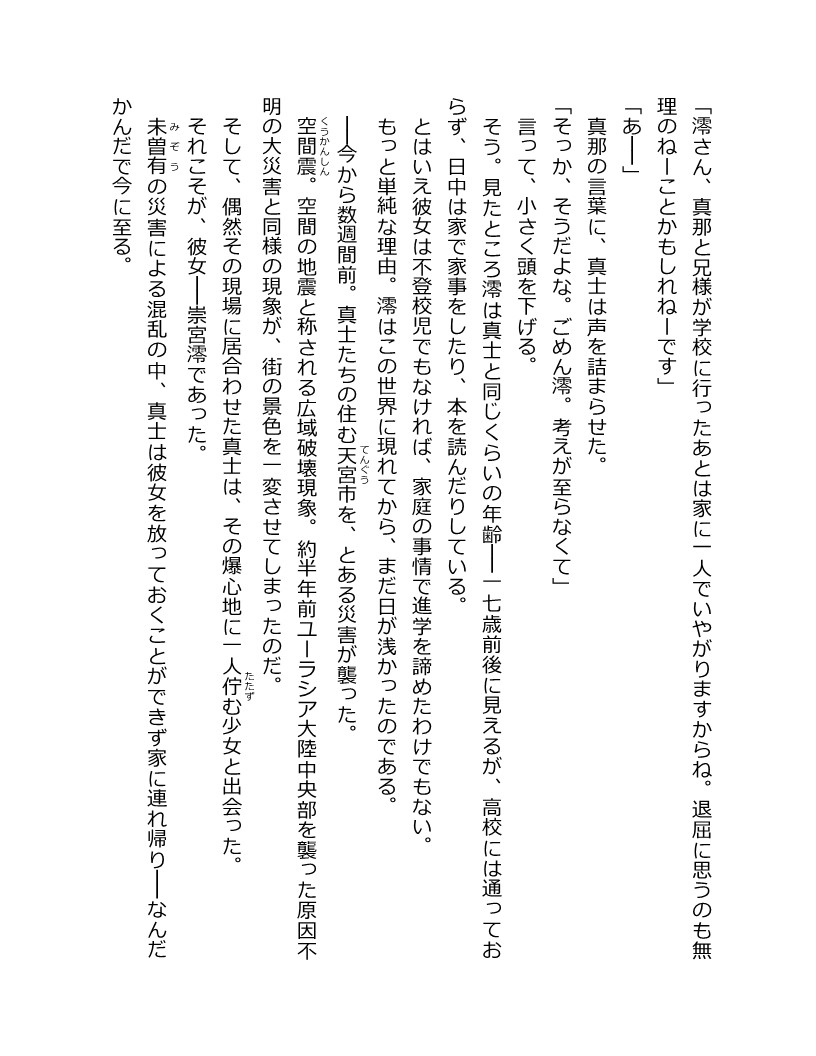 「澪さん、真那と兄様が学校に行ったあとは家に一人でいやがりますからね。退屈に思うのも無
理のねーことかもしれねーです」
「あ──」
真那の言葉に、真士は声を詰まらせた。
「そっか、そうだよな。ごめん澪。考えが至らなくて」
言って、小さく頭を下げる。
そう。見たところ澪は真士と同じくらいの年齢──一七歳前後に見えるが、高校には通ってお
らず、日中は家で家事をしたり、本を読んだりしている。
とはいえ彼女は不登校児でもなければ、家庭の事情で進学を諦めたわけでもない。
もっと単純な理由。澪はこの世界に現れてから、まだ日が浅かったのである。
──今から数週間前。真士たちの住む天宮市を、とある災害が襲った。
てんぐう
空間震。空間の地震と称される広域破壊現象。約半年前ユーラシア大陸中央部を襲った原因不
くうかんしん
明の大災害と同様の現象が、街の景色を一変させてしまったのだ。
そして、偶然その現場に居合わせた真士は、その爆心地に一人佇む少女と出会った。
たたず
それこそが、彼女──崇宮澪であった。
未曽有の災害による混乱の中、真士は彼女を放っておくことができず家に連れ帰り──なんだ
みぞう
かんだで今に至る。